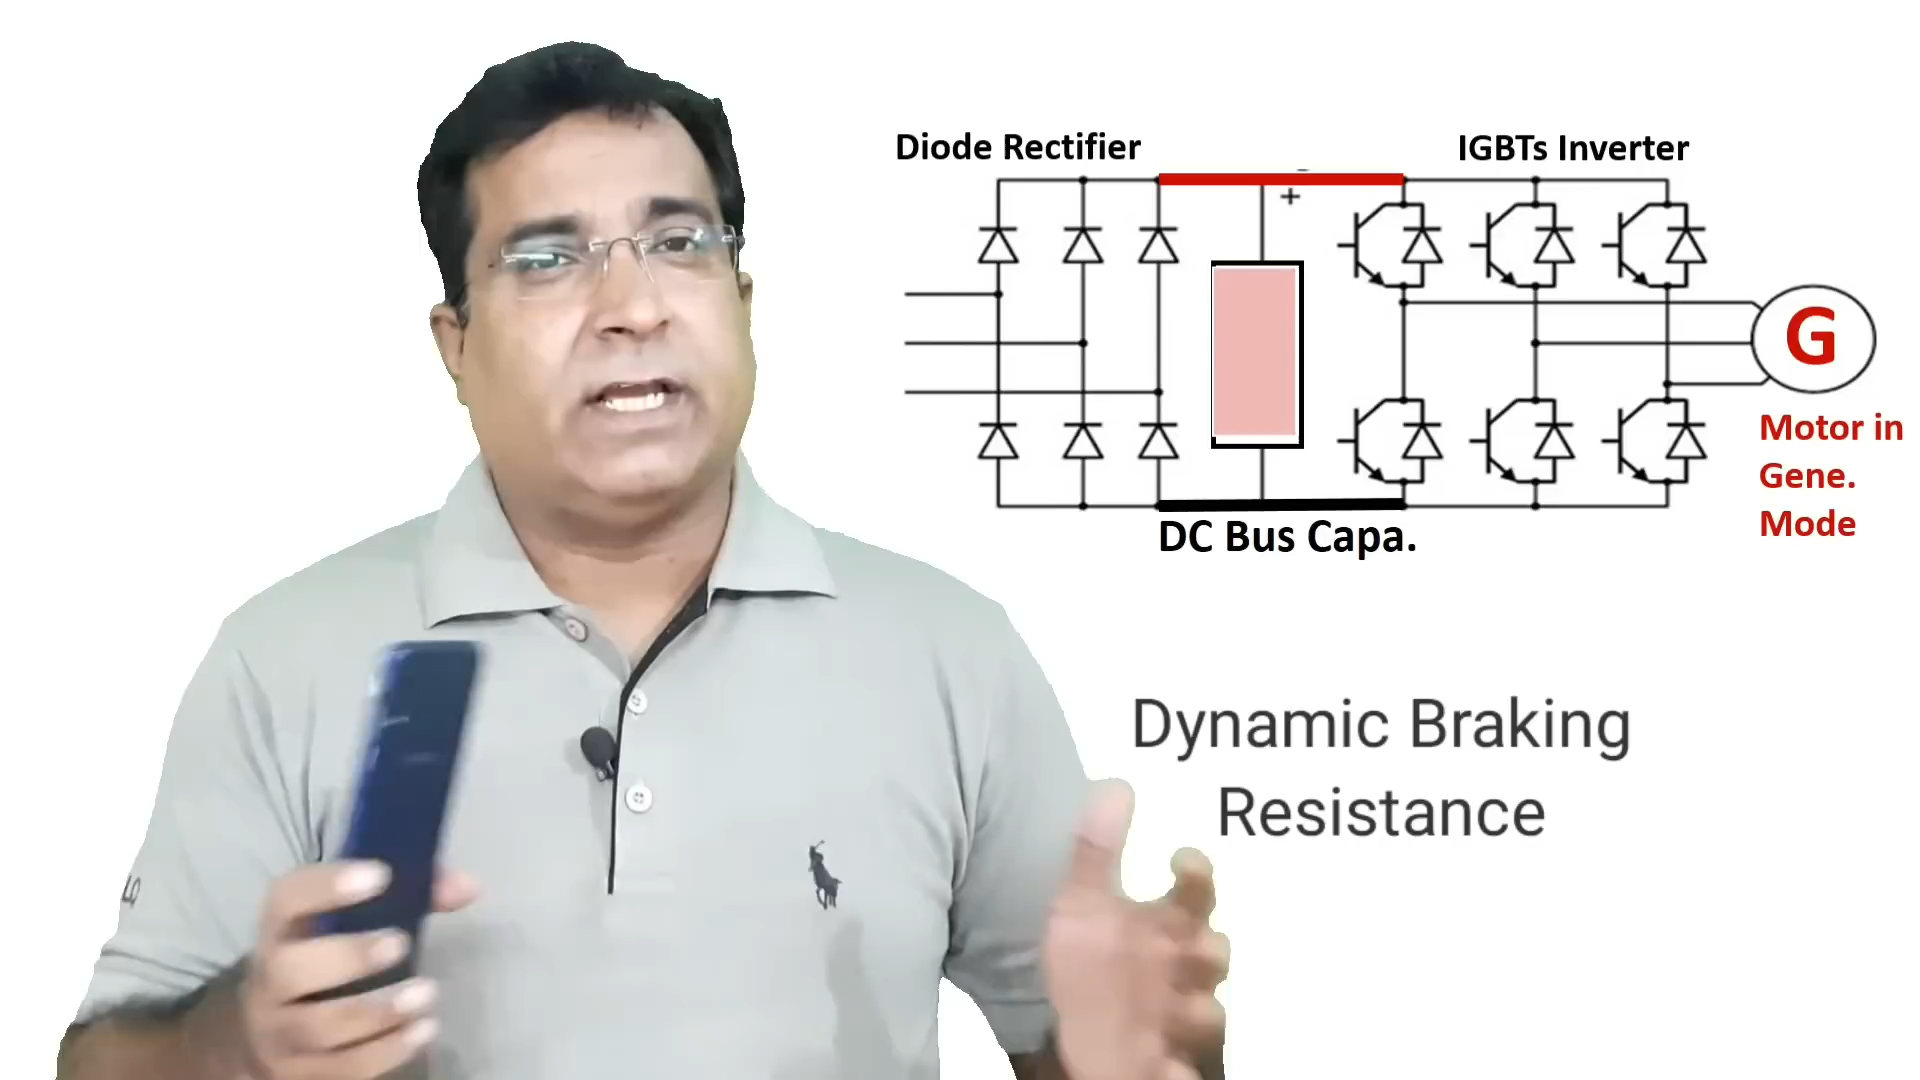 Diode Rectifier
IGBTs Inverter
+
G
Motor in
Gene.
Mode
DC Bus Capa.
Dynamic Braking
Resistance